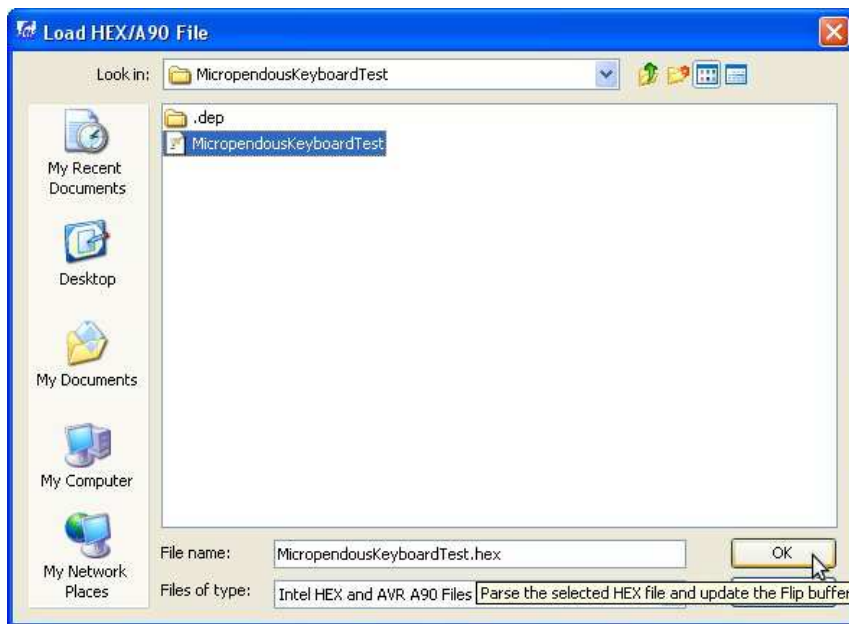 Load HEX/A90 File
Look in:
MicropendousKeyboardTest
.dep
MicropendousKeyboardTest
My Recent
Documents
Desktop
My Documents
My Computer
My Network
Places
File name:
MicropendousKeyboardTest.hex
OK
Files of type:
Intel HEX and AVR A90 Files
Parse the selected HEX file and update the Flip buffer